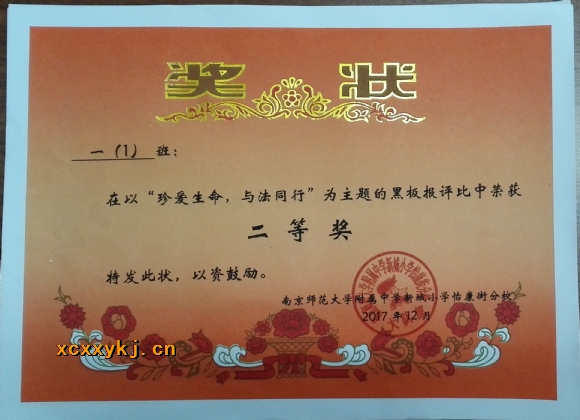 奖状
一（1）班：
在以“珍爱生命，与法同行”为主题的黑板报评比中荣获
二等奖
特发此状，以资鼓励。
南京师范大学附属中学新城小学怡康街分校
2017年12月
xcxxykj.cn